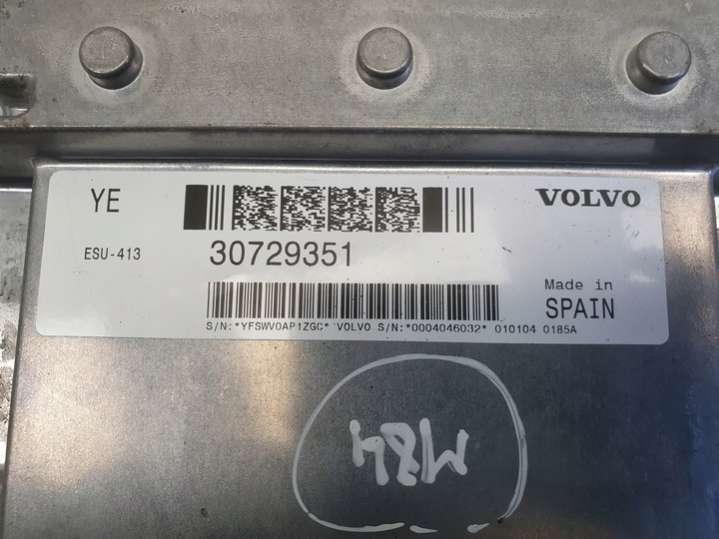 YE
VOLVO
ESU-413
30729351
Made in
SPAIN
S/N:*YFSWV0AP1ZGC* VOLVO S/N:*0004046032* 010104 0185A
M84